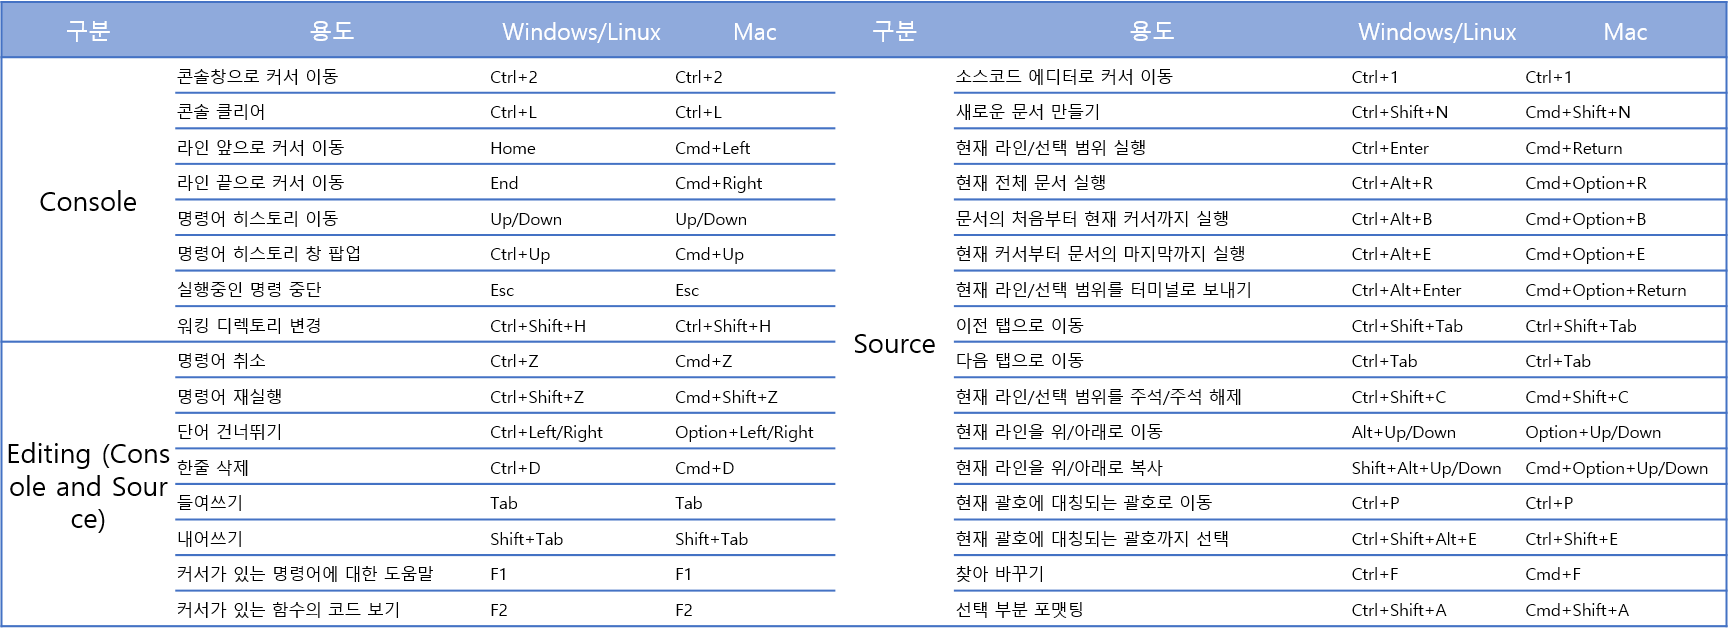 구분 용도 Windows/Linux Mac 구분 용도 Windows/Linux Mac
콘솔창으로 커서 이동 Ctrl+2 Ctrl+2 소스코드 에디터로 커서 이동 Ctrl+1 Ctrl+1
콘솔 클리어 Ctrl+L Ctrl+L 새로운 문서 만들기 Ctrl+Shift+N Cmd+Shift+N
라인 앞으로 커서 이동 Home Cmd+Left 현재 라인/선택 범위 실행 Ctrl+Enter Cmd+Return
라인 끝으로 커서 이동 End Cmd+Right 현재 전체 문서 실행 Ctrl+Alt+R Cmd+Option+R
Console
명령어 히스토리 이동 Up/Down Up/Down 문서의 처음부터 현재 커서까지 실행 Ctrl+Alt+B Cmd+Option+B
명령어 히스토리 창 팝업 Ctrl+Up Cmd+Up 현재 커서부터 문서의 마지막까지 실행 Ctrl+Alt+E Cmd+Option+E
실행중인 명령 중단 Esc Esc 현재 라인/선택 범위를 터미널로 보내기 Ctrl+Alt+Enter Cmd+Option+Return
워킹 디렉토리 변경 Ctrl+Shift+H Ctrl+Shift+H 이전 탭으로 이동 Ctrl+Shift+Tab Ctrl+Shift+Tab
Source
명령어 취소 Ctrl+Z Cmd+Z 다음 탭으로 이동 Ctrl+Tab Ctrl+Tab
명령어 재실행 Ctrl+Shift+Z Cmd+Shift+Z 현재 라인/선택 범위를 주석/주석 해제 Ctrl+Shift+C Cmd+Shift+C
단어 건너뛰기 Ctrl+Left/Right Option+Left/Right 현재 라인을 위/아래로 이동 Alt+Up/Down Option+Up/Down
Editing (Cons
한줄 삭제 Ctrl+D Cmd+D 현재 라인을 위/아래로 복사 Shift+Alt+Up/Down Cmd+Option+Up/Down
ole and Sour
들여쓰기 Tab Tab 현재 괄호에 대칭되는 괄호로 이동 Ctrl+P Ctrl+P
ce)
내어쓰기 Shift+Tab Shift+Tab 현재 괄호에 대칭되는 괄호까지 선택 Ctrl+Shift+Alt+E Ctrl+Shift+E
커서가 있는 명령어에 대한 도움말 F1 F1 찾아 바꾸기 Ctrl+F Cmd+F
커서가 있는 함수의 코드 보기 F2 F2 선택 부분 포맷팅 Ctrl+Shift+A Cmd+Shift+A